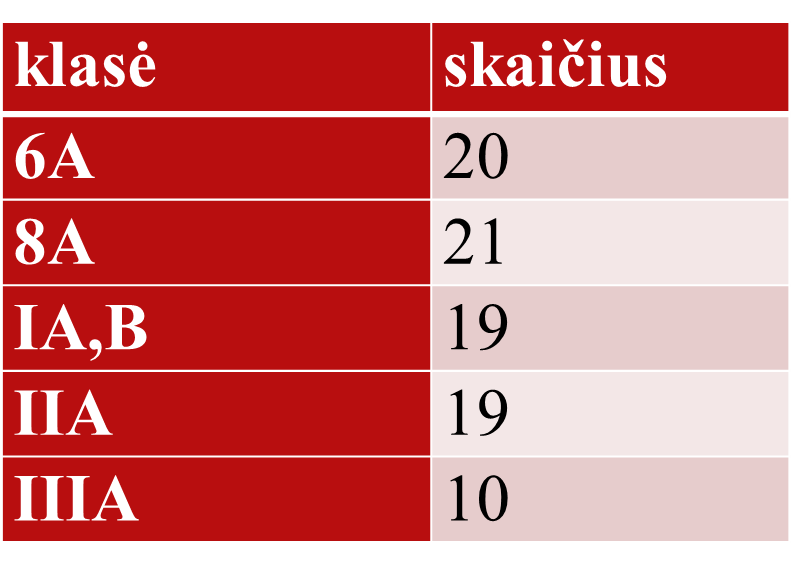 klasė skaičius
6A 20
8A 21
IA,B 19
IIA 19
IIIA 10